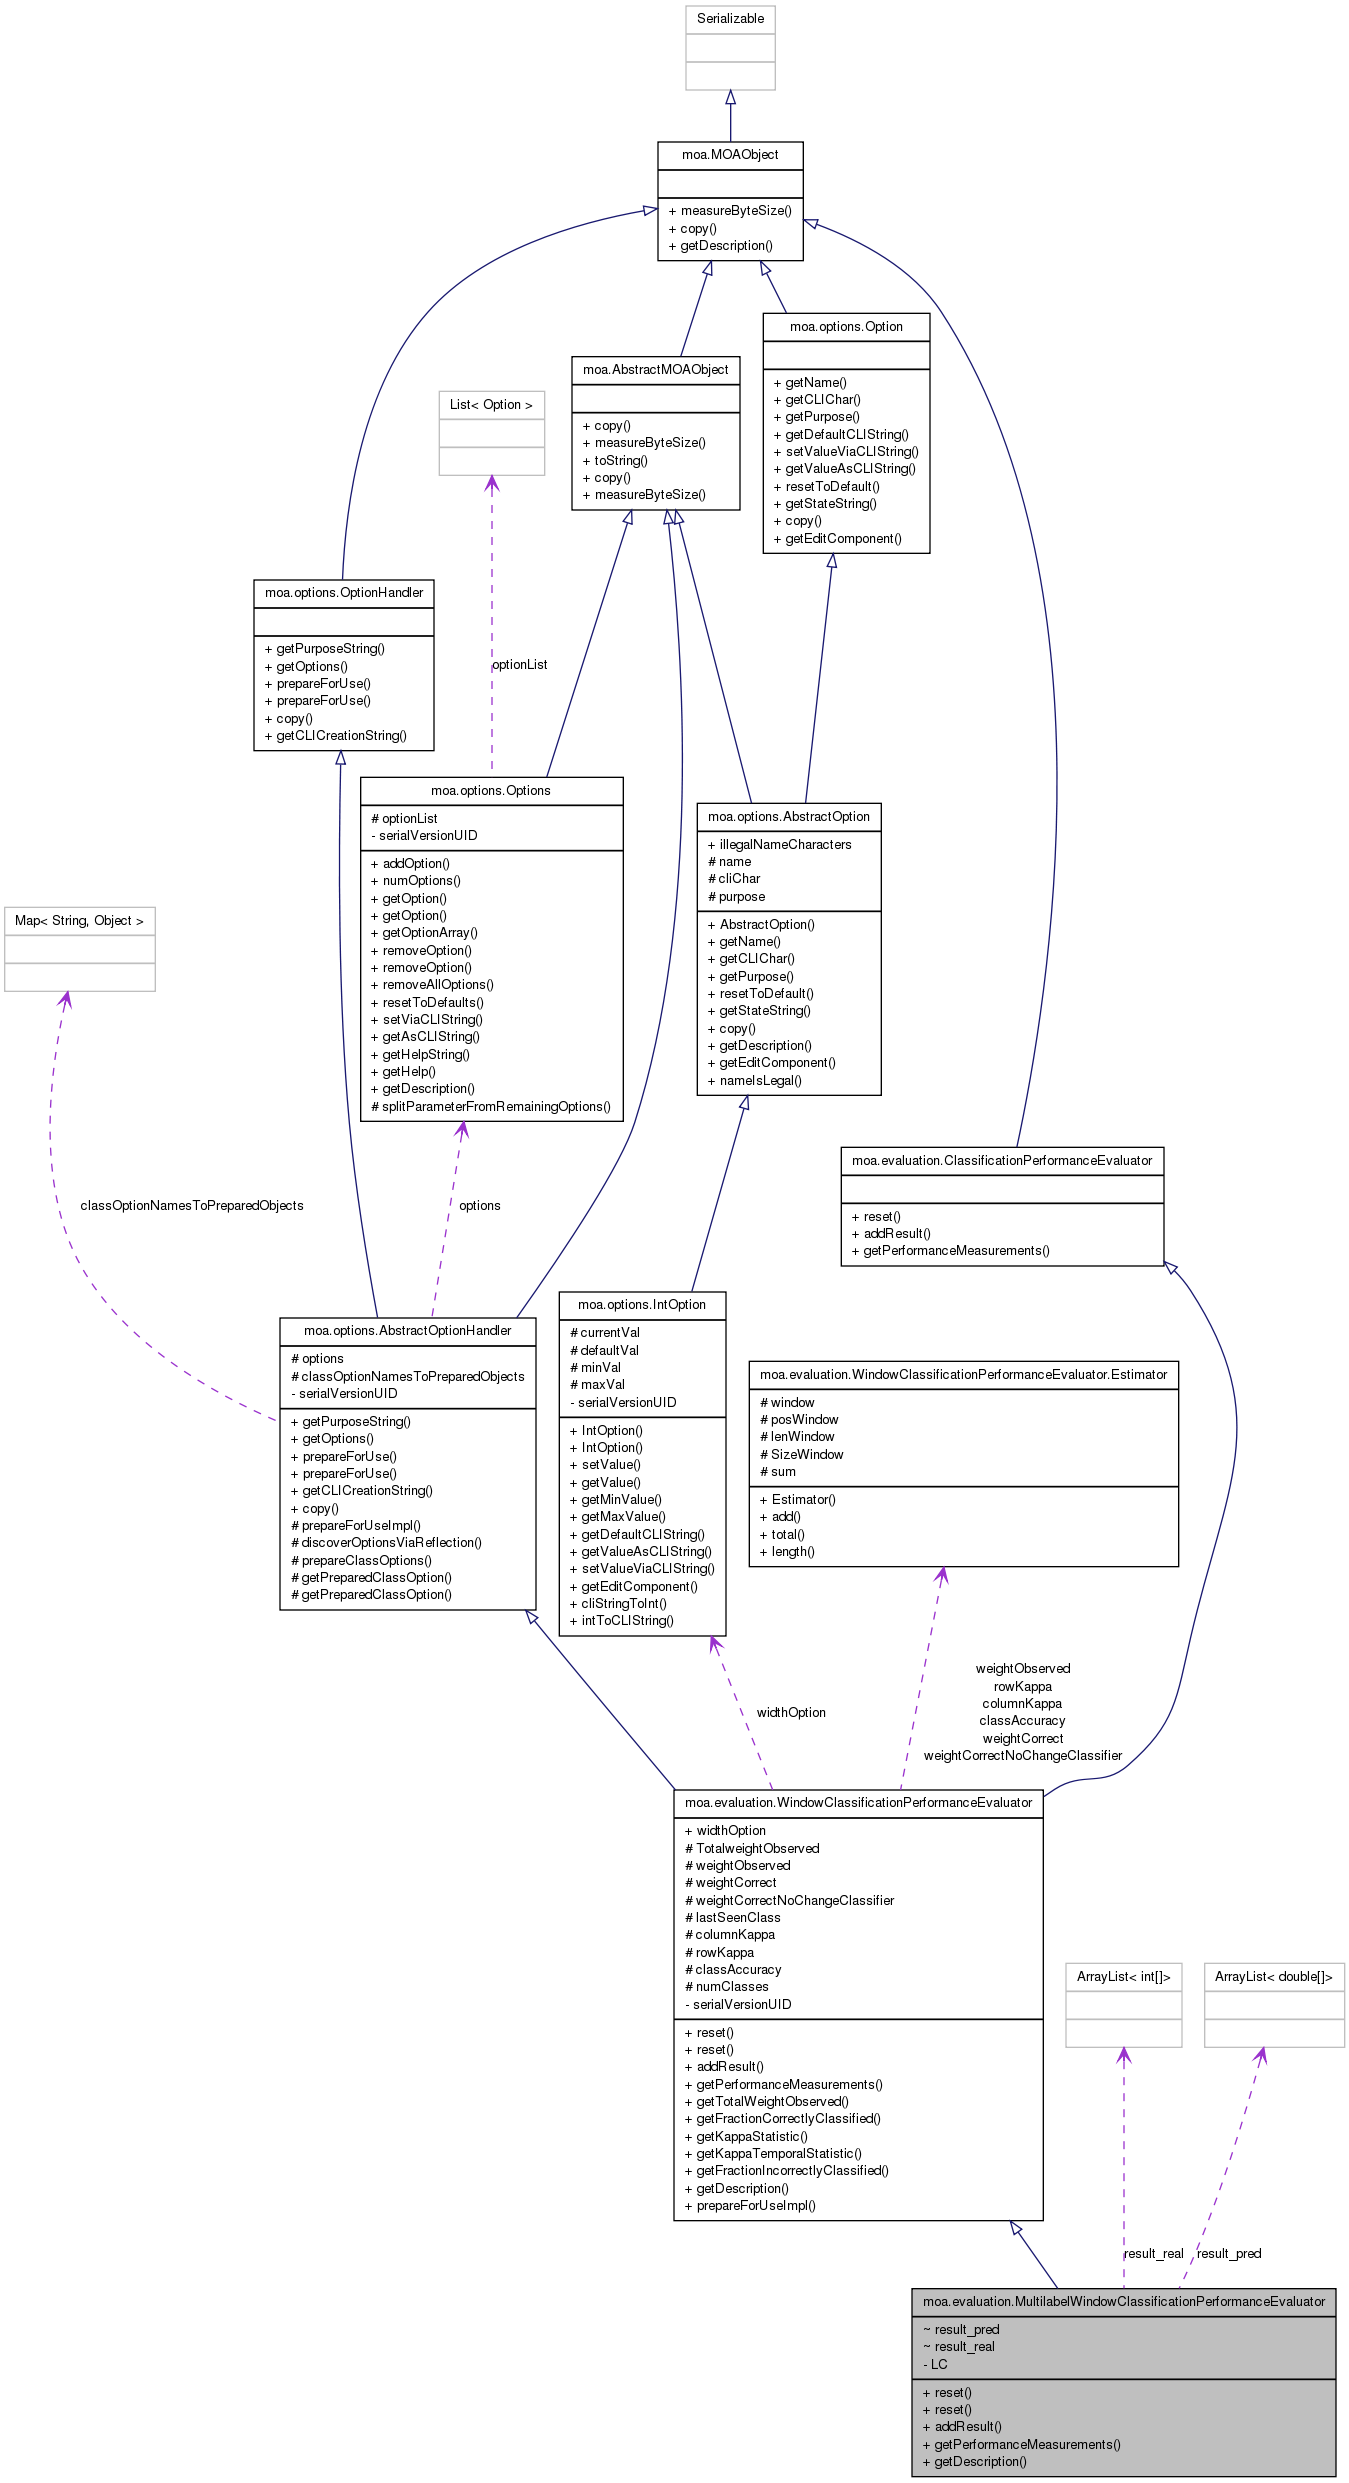 Serializable
moa.MOAObject
+ measureByteSize()
+ copy()
+ getDescription()
moa.options.Option
+ getName()
+ getCLIChar()
+ getPurpose()
+ getDefaultCLIString()
+ setValueViaCLIString()
+ getValueAsCLIString()
+ resetToDefault()
+ getStateString()
+ copy()
+ getEditComponent()
moa.AbstractMOAObject
+ copy()
+ measureByteSize()
+ toString()
+ copy()
+ measureByteSize()
List< Option >
moa.options.OptionHandler
+ getPurposeString()
+ getOptions()
+ prepareForUse()
+ prepareForUse()
+ copy()
+ getCLICreationString()
optionList
moa.options.Options
# optionList
- serialVersionUID
+ addOption()
+ numOptions()
+ getOption()
+ getOption()
+ getOptionArray()
+ removeOption()
+ removeOption()
+ removeAllOptions()
+ resetToDefaults()
+ setViaCLIString()
+ getAsCLIString()
+ getHelpString()
+ getHelp()
+ getDescription()
# splitParameterFromRemainingOptions()
moa.options.AbstractOption
+ illegalNameCharacters
# name
# cliChar
# purpose
+ AbstractOption()
+ getName()
+ getCLIChar()
+ getPurpose()
+ resetToDefault()
+ getStateString()
+ copy()
+ getDescription()
+ getEditComponent()
+ nameIsLegal()
Map< String, Object >
moa.evaluation.ClassificationPerformanceEvaluator
+ reset()
+ addResult()
+ getPerformanceMeasurements()
classOptionNamesToPreparedObjects
options
moa.options.AbstractOptionHandler
# options
# classOptionNamesToPreparedObjects
- serialVersionUID
+ getPurposeString()
+ getOptions()
+ prepareForUse()
+ prepareForUse()
+ getCLICreationString()
+ copy()
# prepareForUseImpl()
# discoverOptionsViaReflection()
# prepareClassOptions()
# getPreparedClassOption()
# getPreparedClassOption()
moa.options.IntOption
# currentVal
# defaultVal
# minVal
# maxVal
- serialVersionUID
+ IntOption()
+ IntOption()
+ setValue()
+ getValue()
+ getMinValue()
+ getMaxValue()
+ getDefaultCLIString()
+ getValueAsCLIString()
+ setValueViaCLIString()
+ getEditComponent()
+ cliStringToInt()
+ intToCLIString()
moa.evaluation.WindowClassificationPerformanceEvaluator.Estimator
# window
# posWindow
# lenWindow
# SizeWindow
# sum
+ Estimator()
+ add()
+ total()
+ length()
widthOption
weightObserved
rowKappa
columnKappa
classAccuracy
weightCorrect
weightCorrectNoChangeClassifier
moa.evaluation.WindowClassificationPerformanceEvaluator
+ widthOption
# TotalweightObserved
# weightObserved
# weightCorrect
# weightCorrectNoChangeClassifier
# lastSeenClass
# columnKappa
# rowKappa
# classAccuracy
# numClasses
- serialVersionUID
+ reset()
+ reset()
+ addResult()
+ getPerformanceMeasurements()
+ getTotalWeightObserved()
+ getFractionCorrectlyClassified()
+ getKappaStatistic()
+ getKappaTemporalStatistic()
+ getFractionIncorrectlyClassified()
+ getDescription()
+ prepareForUseImpl()
ArrayList< int[]>
ArrayList< double[]>
result_real
result_pred
moa.evaluation.MultilabelWindowClassificationPerformanceEvaluator
~ result_pred
~ result_real
- LC
+ reset()
+ reset()
+ addResult()
+ getPerformanceMeasurements()
+ getDescription()